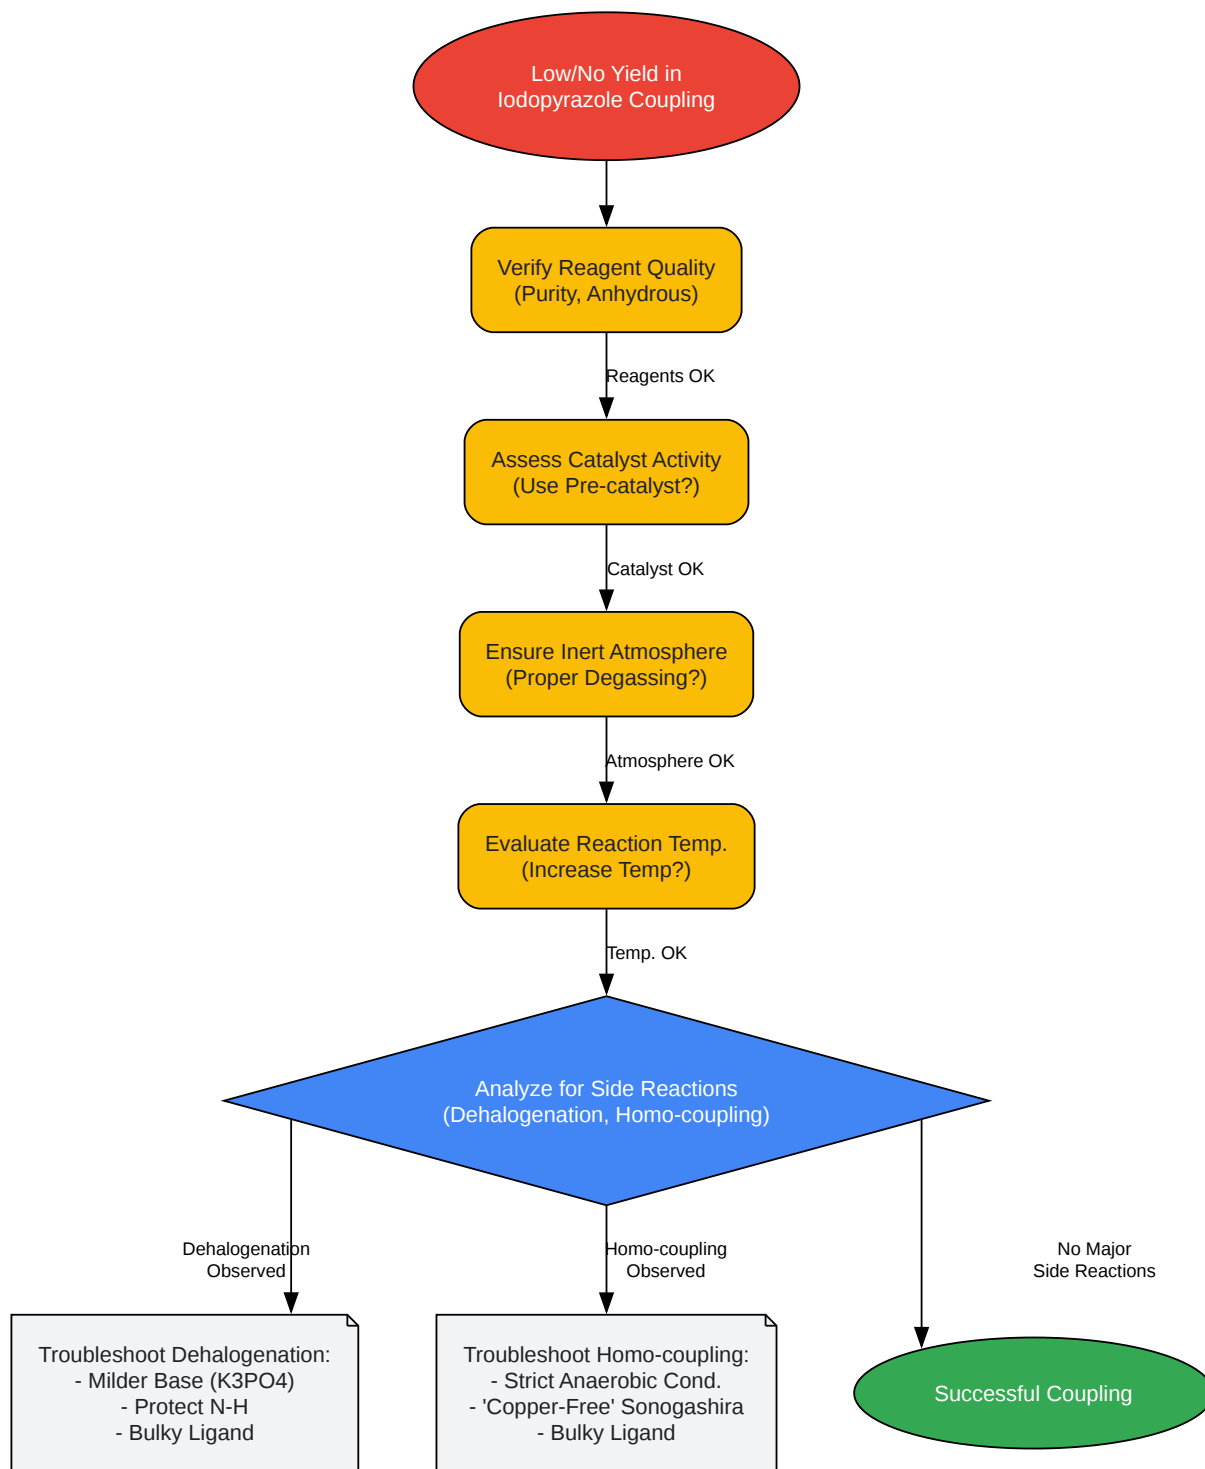 Low/No Yield in
Iodopyrazole Coupling
Verify Reagent Quality
(Purity, Anhydrous)
Reagents OK
Assess Catalyst Activity
(Use Pre-catalyst?)
Catalyst OK
Ensure Inert Atmosphere
(Proper Degassing?)
Atmosphere OK
Evaluate Reaction Temp.
(Increase Temp?)
Temp. OK
Analyze for Side Reactions
(Dehalogenation, Homo-coupling)
Dehalogenation
Observed
Homo-coupling
Observed
No Major
Side Reactions
Troubleshoot Dehalogenation:
- Milder Base (K3PO4)
- Protect N-H
- Bulky Ligand
Troubleshoot Homo-coupling:
- Strict Anaerobic Cond.
- 'Copper-Free' Sonogashira
- Bulky Ligand
Successful Coupling